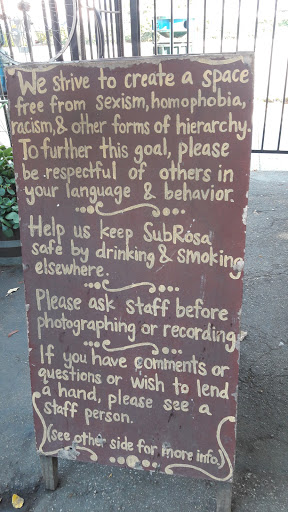 We strive to create a space
free from sexism, homophobia,
racism, & other forms of hierarchy.
To further this goal, please
be respectful of others in
your language & behavior.
Help us keep SubRosa
safe by drinking & smoking
elsewhere.
Please ask staff before
photographing or recording.
If you have comments or
questions or wish to lend
a hand, please see a
staff person.
(see other side for more info.)